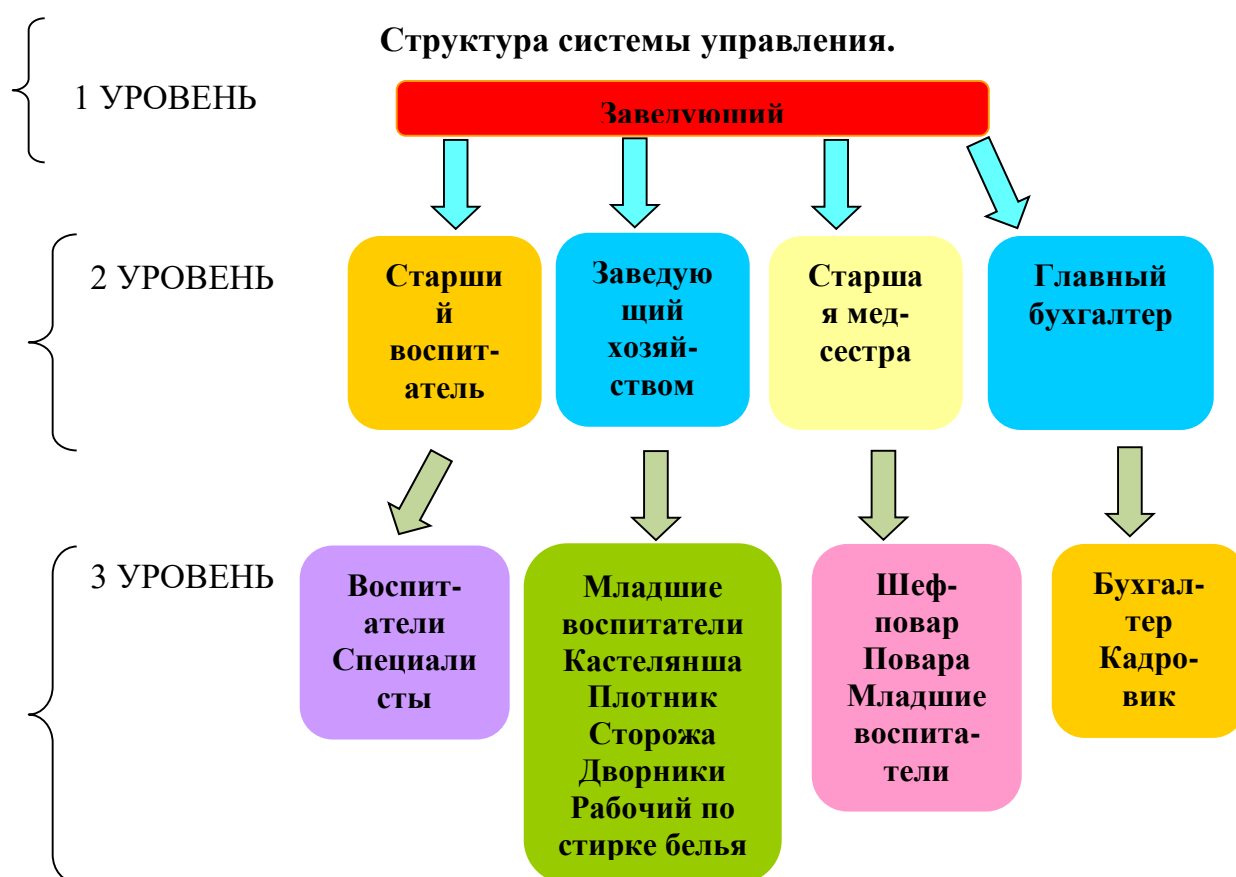 Структура системы управления.
1 УРОВЕНЬ
Заведующий
2 УРОВЕНЬ
Старши
й
воспит-
атель
Заведую
щий
хозяй-
ством
Старша
я мед-
сестра
Главный
бухгалтер
3 УРОВЕНЬ
Воспит-
атели
Специали
сты
Младшие
воспитатели
Кастелянша
Плотник
Сторожа
Дворники
Рабочий по
стирке белья
Шеф-
повар
Повара
Младшие
воспита-
тели
Бухгал-
тер
Кадро-
вик